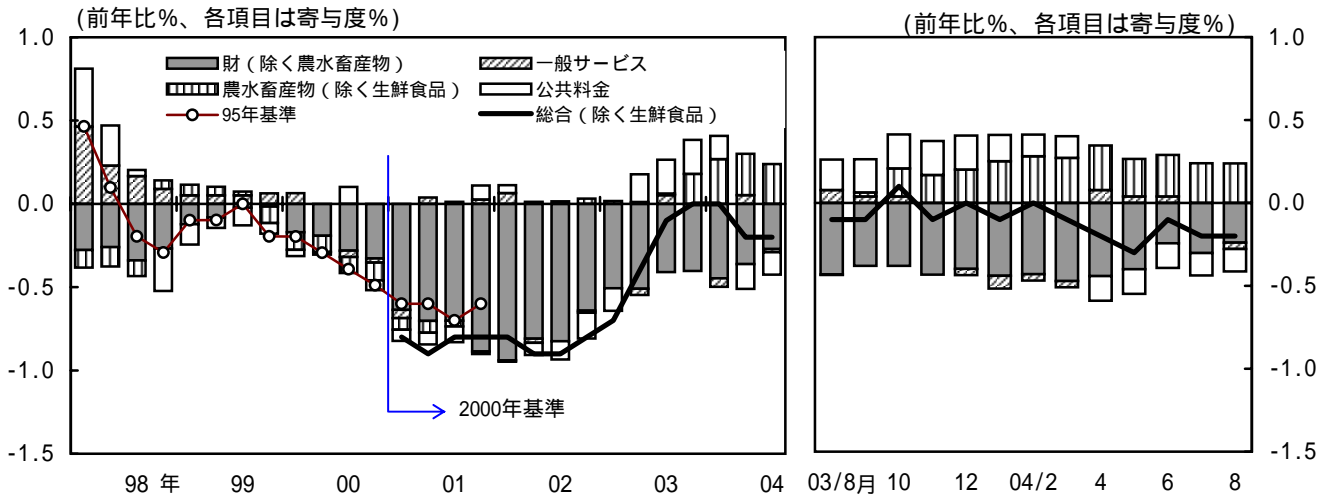 (前年比%、各項目は寄与度%)
(前年比%、各項目は寄与度%)
1.0
0.5
0.0
-0.5
-1.0
-1.5
財(除く農水畜産物)
一般サービス
農水畜産物(除く生鮮食品)
公共料金
95年基準
総合(除く生鮮食品)
2000年基準
98 年 99 00 01 02 03 04
1.0
0.5
0.0
-0.5
-1.0
-1.5
03/8月 10 12 04/2 4 6 8